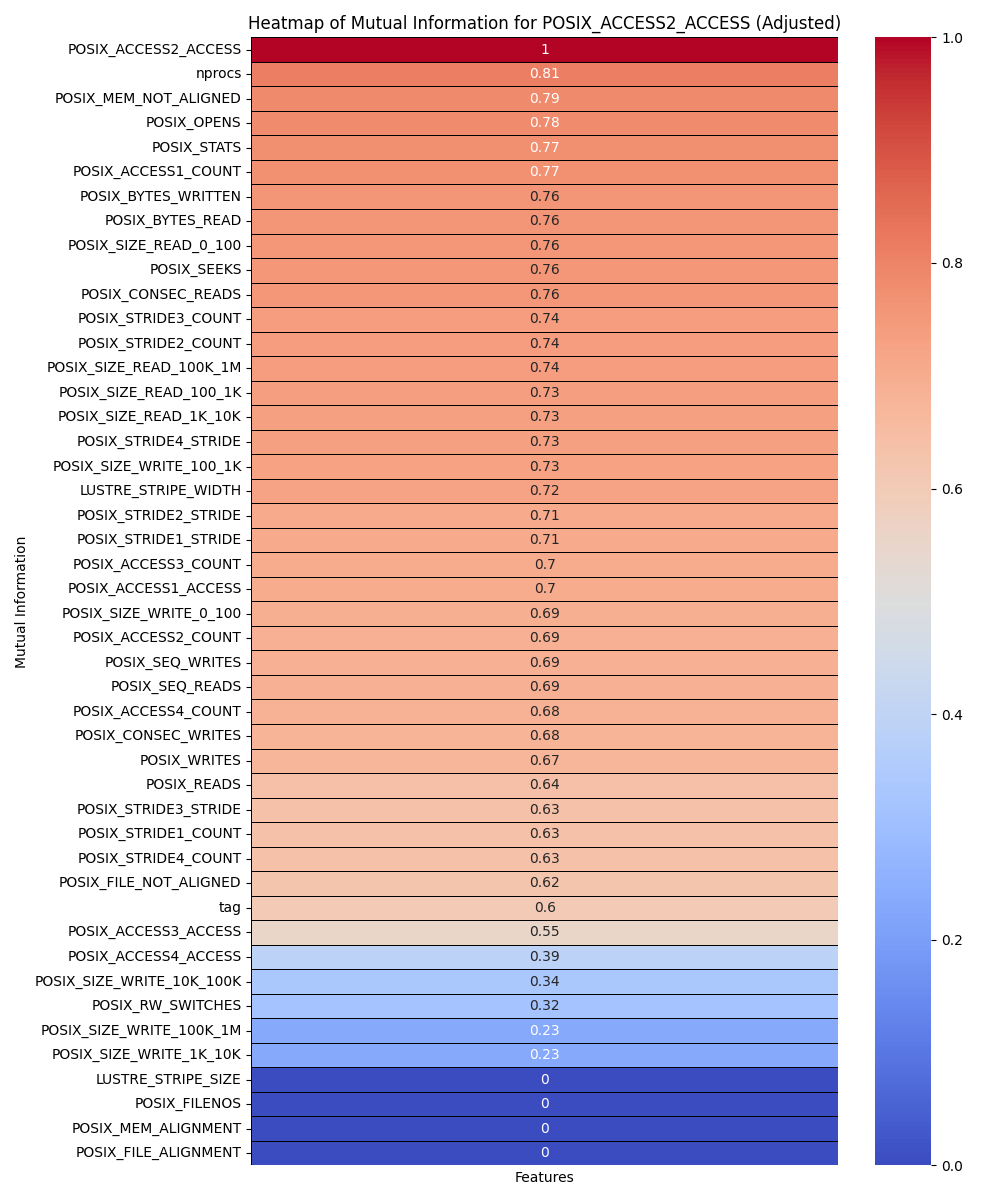 Heatmap of Mutual Information for POSIX_ACCESS2_ACCESS (Adjusted)
POSIX_ACCESS2_ACCESS 1
nprocs 0.81
POSIX_MEM_NOT_ALIGNED 0.79
POSIX_OPENS 0.78
POSIX_STATS 0.77
POSIX_ACCESS1_COUNT 0.77
POSIX_BYTES_WRITTEN 0.76
POSIX_BYTES_READ 0.76
POSIX_SIZE_READ_0_100 0.76
POSIX_SEEKS 0.76
POSIX_CONSEC_READS 0.76
POSIX_STRIDE3_COUNT 0.74
POSIX_STRIDE2_COUNT 0.74
POSIX_SIZE_READ_100K_1M 0.74
POSIX_SIZE_READ_100_1K 0.73
POSIX_SIZE_READ_1K_10K 0.73
POSIX_STRIDE4_STRIDE 0.73
POSIX_SIZE_WRITE_100_1K 0.73
LUSTRE_STRIPE_WIDTH 0.72
POSIX_STRIDE2_STRIDE 0.71
POSIX_STRIDE1_STRIDE 0.71
POSIX_ACCESS3_COUNT 0.7
POSIX_ACCESS1_ACCESS 0.7
POSIX_SIZE_WRITE_0_100 0.69
POSIX_ACCESS2_COUNT 0.69
POSIX_SEQ_WRITES 0.69
POSIX_SEQ_READS 0.69
POSIX_ACCESS4_COUNT 0.68
POSIX_CONSEC_WRITES 0.68
POSIX_WRITES 0.67
POSIX_READS 0.64
POSIX_STRIDE3_STRIDE 0.63
POSIX_STRIDE1_COUNT 0.63
POSIX_STRIDE4_COUNT 0.63
POSIX_FILE_NOT_ALIGNED 0.62
tag 0.6
POSIX_ACCESS3_ACCESS 0.55
POSIX_ACCESS4_ACCESS 0.39
POSIX_SIZE_WRITE_10K_100K 0.34
POSIX_RW_SWITCHES 0.32
POSIX_SIZE_WRITE_100K_1M 0.23
POSIX_SIZE_WRITE_1K_10K 0.23
LUSTRE_STRIPE_SIZE 0
POSIX_FILENOS 0
POSIX_MEM_ALIGNMENT 0
POSIX_FILE_ALIGNMENT 0
Mutual Information
Features
1.0
0.8
0.6
0.4
0.2
0.0